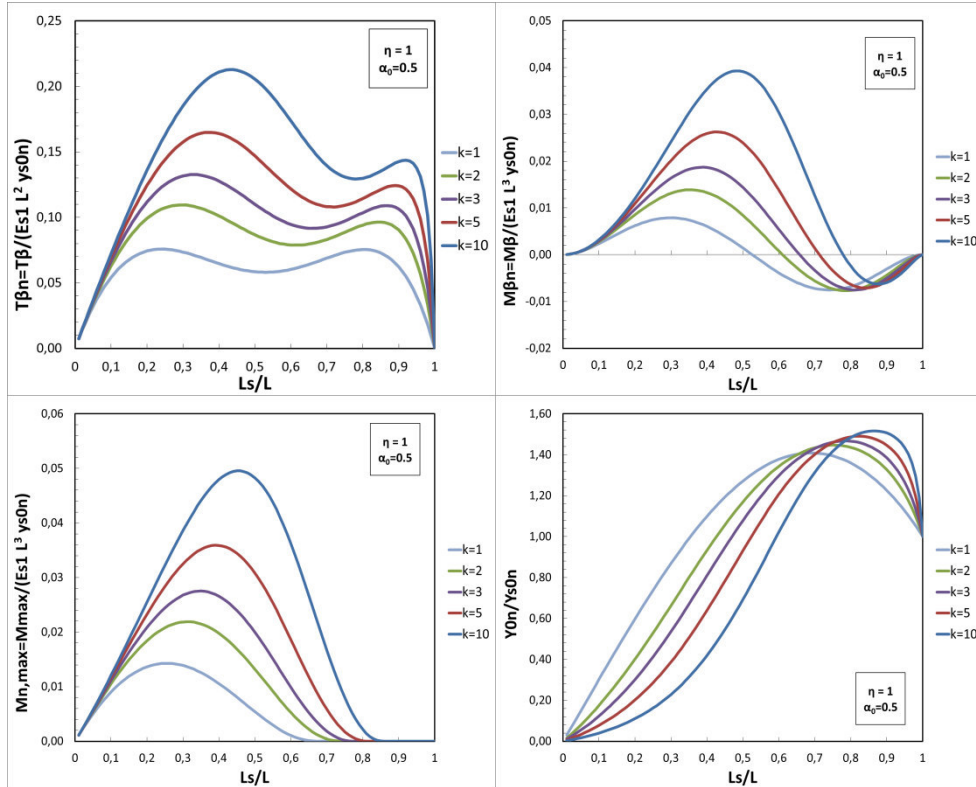 0,25
0,20
0,15
0,10
0,05
0,00
Tβn=Tβ/(Es1 L² ys0n)
η = 1
α₀=0.5
k=1
k=2
k=3
k=5
k=10
0 0,1 0,2 0,3 0,4 0,5 0,6 0,7 0,8 0,9 1
Ls/L
0,05
0,04
0,03
0,02
0,01
0,00
-0,01
-0,02
Mβn=Mβ/(Es1 L³ ys0n)
η = 1
α₀=0.5
k=1
k=2
k=3
k=5
k=10
0 0,1 0,2 0,3 0,4 0,5 0,6 0,7 0,8 0,9 1
Ls/L
0,06
0,05
0,04
0,03
0,02
0,01
0,00
Mn,max=Mmax/(Es1 L³ ys0n)
η = 1
α₀=0.5
k=1
k=2
k=3
k=5
k=10
0 0,1 0,2 0,3 0,4 0,5 0,6 0,7 0,8 0,9 1
Ls/L
1,60
1,40
1,20
1,00
0,80
0,60
0,40
0,20
0,00
Y0n/Ys0n
k=1
k=2
k=3
k=5
k=10
η = 1
α₀=0.5
0 0,1 0,2 0,3 0,4 0,5 0,6 0,7 0,8 0,9 1
Ls/L